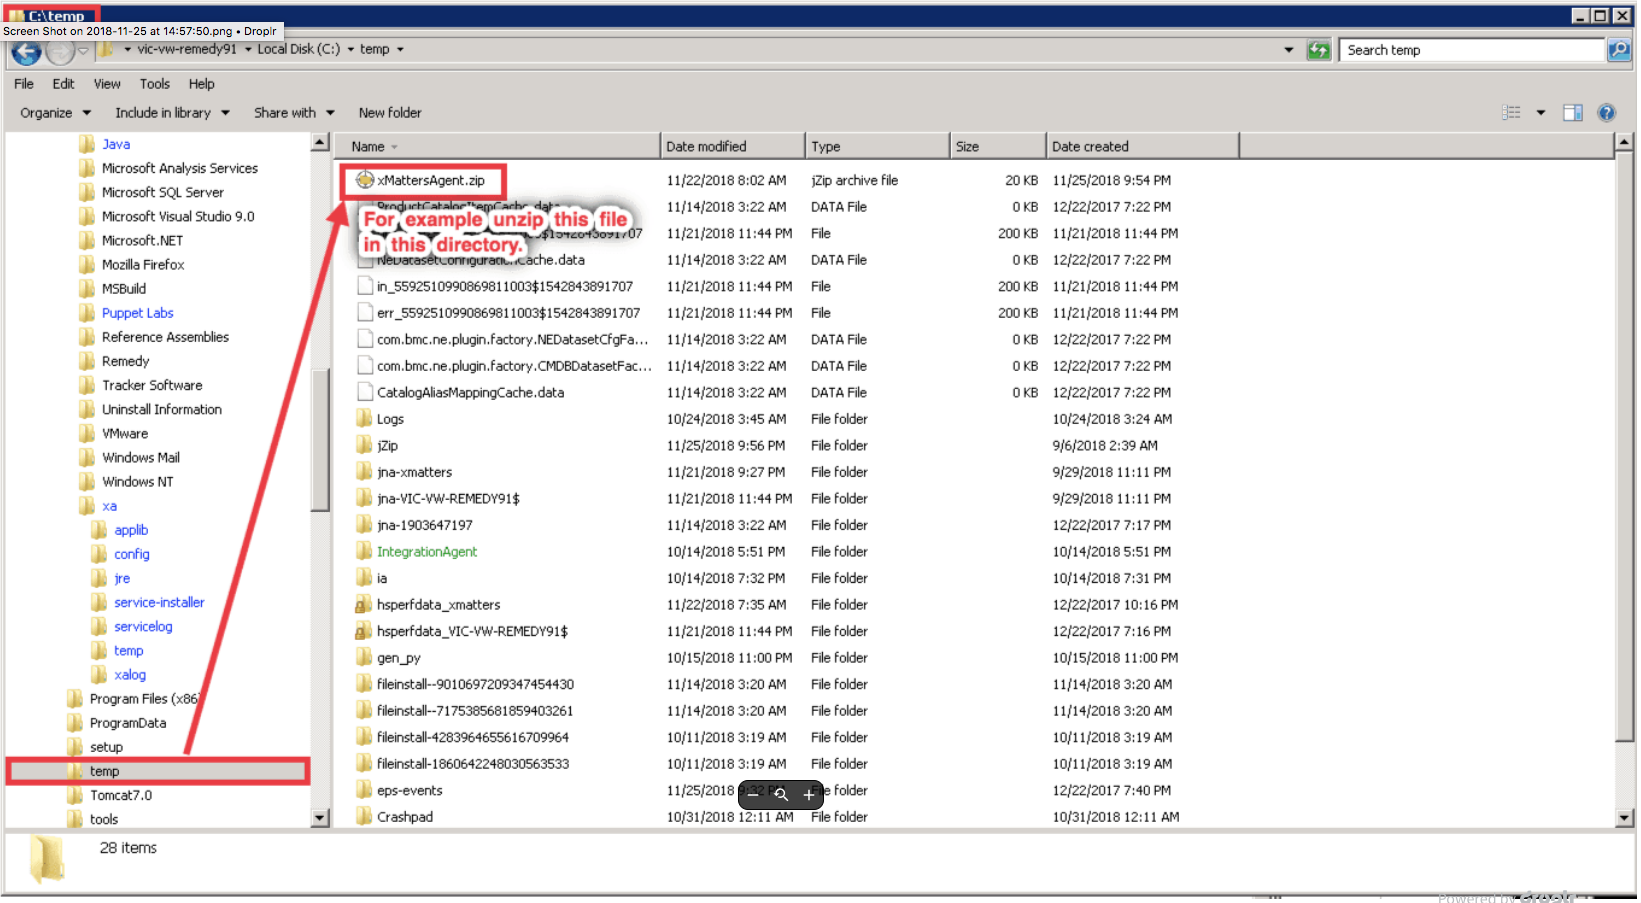 C:\temp
Screen Shot on 2018-11-25 at 14:57:50.png • Droplr
vic-vw-remedy91 Local Disk (C:) temp
Search temp
File Edit View Tools Help
Organize Include in library Share with New folder
Java
Microsoft Analysis Services
Microsoft SQL Server
Microsoft Visual Studio 9.0
Microsoft.NET
Mozilla Firefox
MSBuild
Puppet Labs
Reference Assemblies
Remedy
Tracker Software
Uninstall Information
VMware
Windows Mail
Windows NT
xa
applib
config
jre
service-installer
servicelog
temp
xalog
Program Files (x86)
ProgramData
setup
temp
Tomcat7.0
tools
Name Date modified Type Size Date created
xMattersAgent.zip 11/22/2018 8:02 AM jZip archive file 20 KB 11/25/2018 9:54 PM
ProductCatalogItemCache.data 11/14/2018 3:22 AM DATA File 0 KB 12/22/2017 7:22 PM
For example unzip this file
in this directory.
$1542843891707 11/21/2018 11:44 PM File 200 KB 11/21/2018 11:44 PM
NeDatasetConfigurationCache.data 11/14/2018 3:22 AM DATA File 0 KB 12/22/2017 7:22 PM
in_5592510990869811003$1542843891707 11/21/2018 11:44 PM File 200 KB 11/21/2018 11:44 PM
err_5592510990869811003$1542843891707 11/21/2018 11:44 PM File 200 KB 11/21/2018 11:44 PM
com.bmc.ne.plugin.factory.NEDatasetCfgFa... 11/14/2018 3:22 AM DATA File 0 KB 12/22/2017 7:22 PM
com.bmc.ne.plugin.factory.CMDBDatasetFac... 11/14/2018 3:22 AM DATA File 0 KB 12/22/2017 7:22 PM
CatalogAliasMappingCache.data 11/14/2018 3:22 AM DATA File 0 KB 12/22/2017 7:22 PM
Logs 10/24/2018 3:45 AM File folder 10/24/2018 3:24 AM
jZip 11/25/2018 9:56 PM File folder 9/6/2018 2:39 AM
jna-xmatters 11/21/2018 9:27 PM File folder 9/29/2018 11:11 PM
jna-VIC-VW-REMEDY91$ 11/21/2018 11:44 PM File folder 9/29/2018 11:11 PM
jna-1903647197 11/14/2018 3:22 AM File folder 12/22/2017 7:17 PM
IntegrationAgent 10/14/2018 5:51 PM File folder 10/14/2018 5:51 PM
ia 10/14/2018 7:32 PM File folder 10/14/2018 7:31 PM
hsperfdata_xmatters 11/22/2018 7:35 AM File folder 12/22/2017 10:16 PM
hsperfdata_VIC-VW-REMEDY91$ 11/21/2018 11:44 PM File folder 12/22/2017 7:16 PM
gen_py 10/15/2018 11:00 PM File folder 10/15/2018 11:00 PM
fileinstall--9010697209347454430 11/14/2018 3:20 AM File folder 11/14/2018 3:20 AM
fileinstall--7175385681859403261 11/14/2018 3:20 AM File folder 11/14/2018 3:20 AM
fileinstall-4283964655616709964 10/11/2018 3:19 AM File folder 10/11/2018 3:19 AM
fileinstall-1860642248030563533 10/11/2018 3:19 AM File folder 10/11/2018 3:19 AM
eps-events 11/25/2018 9:32 PM File folder 12/22/2017 7:40 PM
Crashpad 10/31/2018 12:11 AM File folder 10/31/2018 12:11 AM
28 items
Powered by droplr